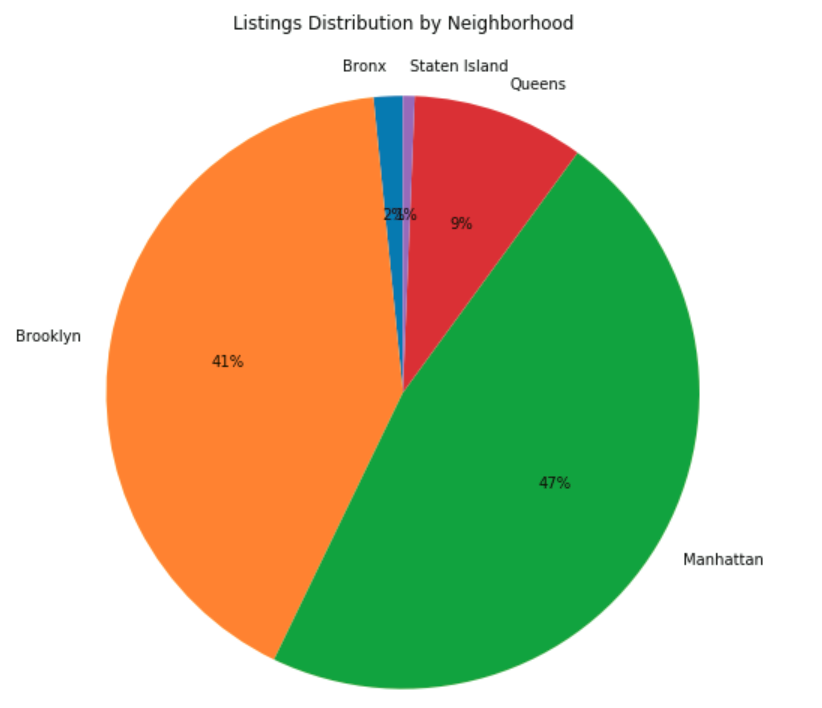 Listings Distribution by Neighborhood
Bronx
Staten Island
Queens
2%
1%
9%
Brooklyn
41%
47%
Manhattan